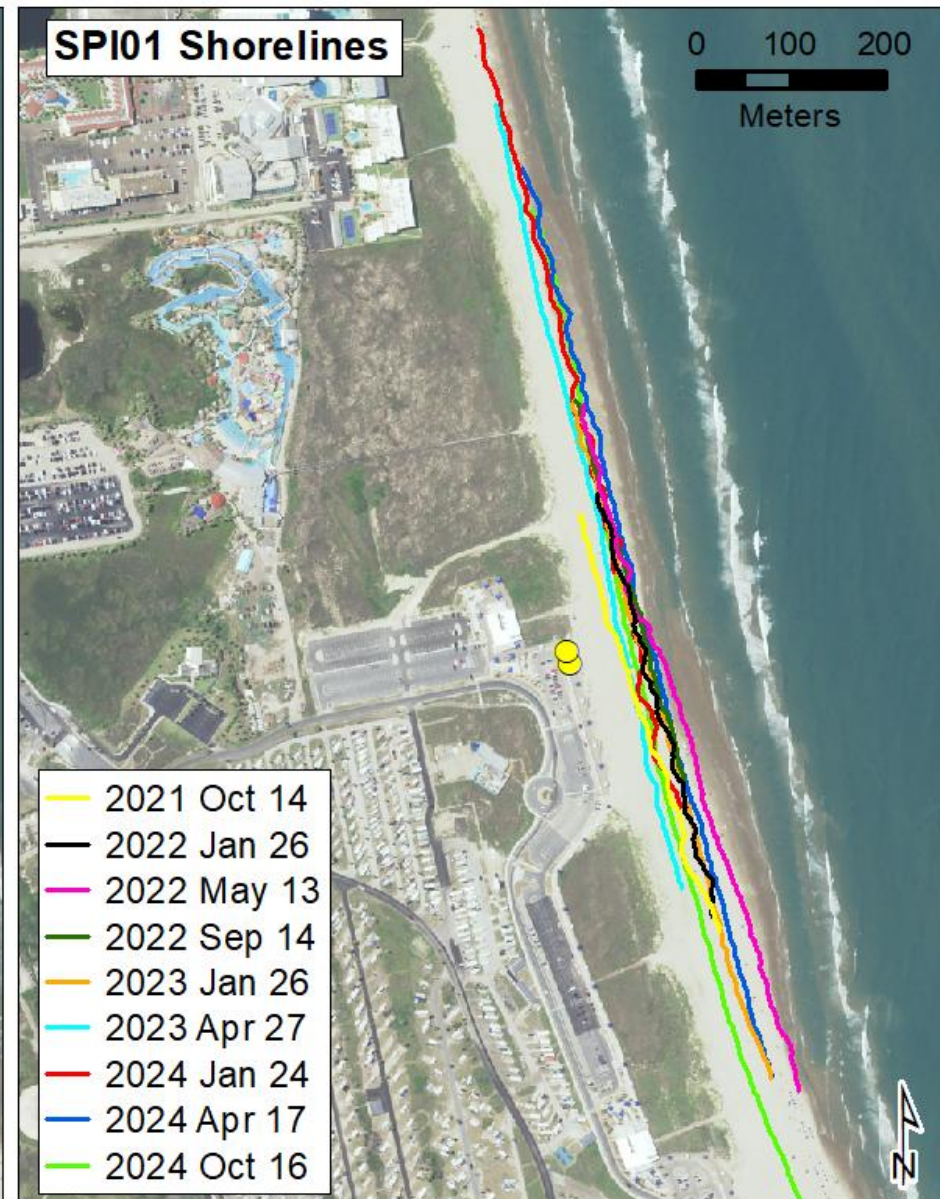 SPI01 Shorelines
0 100 200
Meters
2021 Oct 14
2022 Jan 26
2022 May 13
2022 Sep 14
2023 Jan 26
2023 Apr 27
2024 Jan 24
2024 Apr 17
2024 Oct 16
N